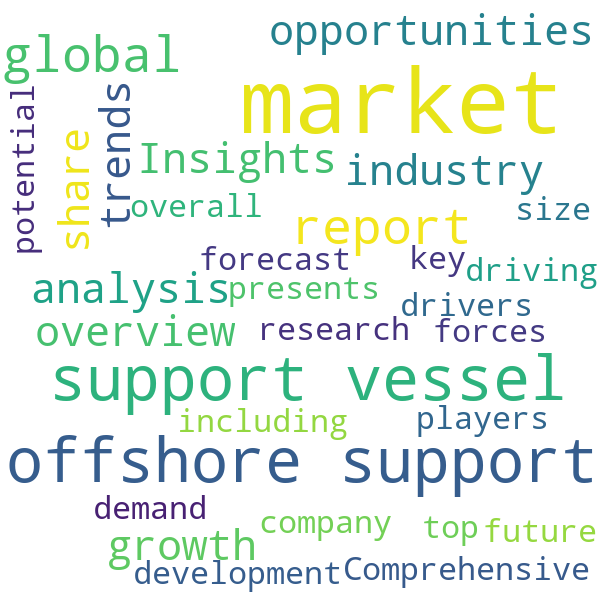 opportunities
global
market
potential
trends
share
Insights
industry
overall
size
report
forecast
key
driving
analysis
presents
drivers
overview
research
forces
support vessel
including
players
offshore support
demand
company
top
future
growth
development
Comprehensive